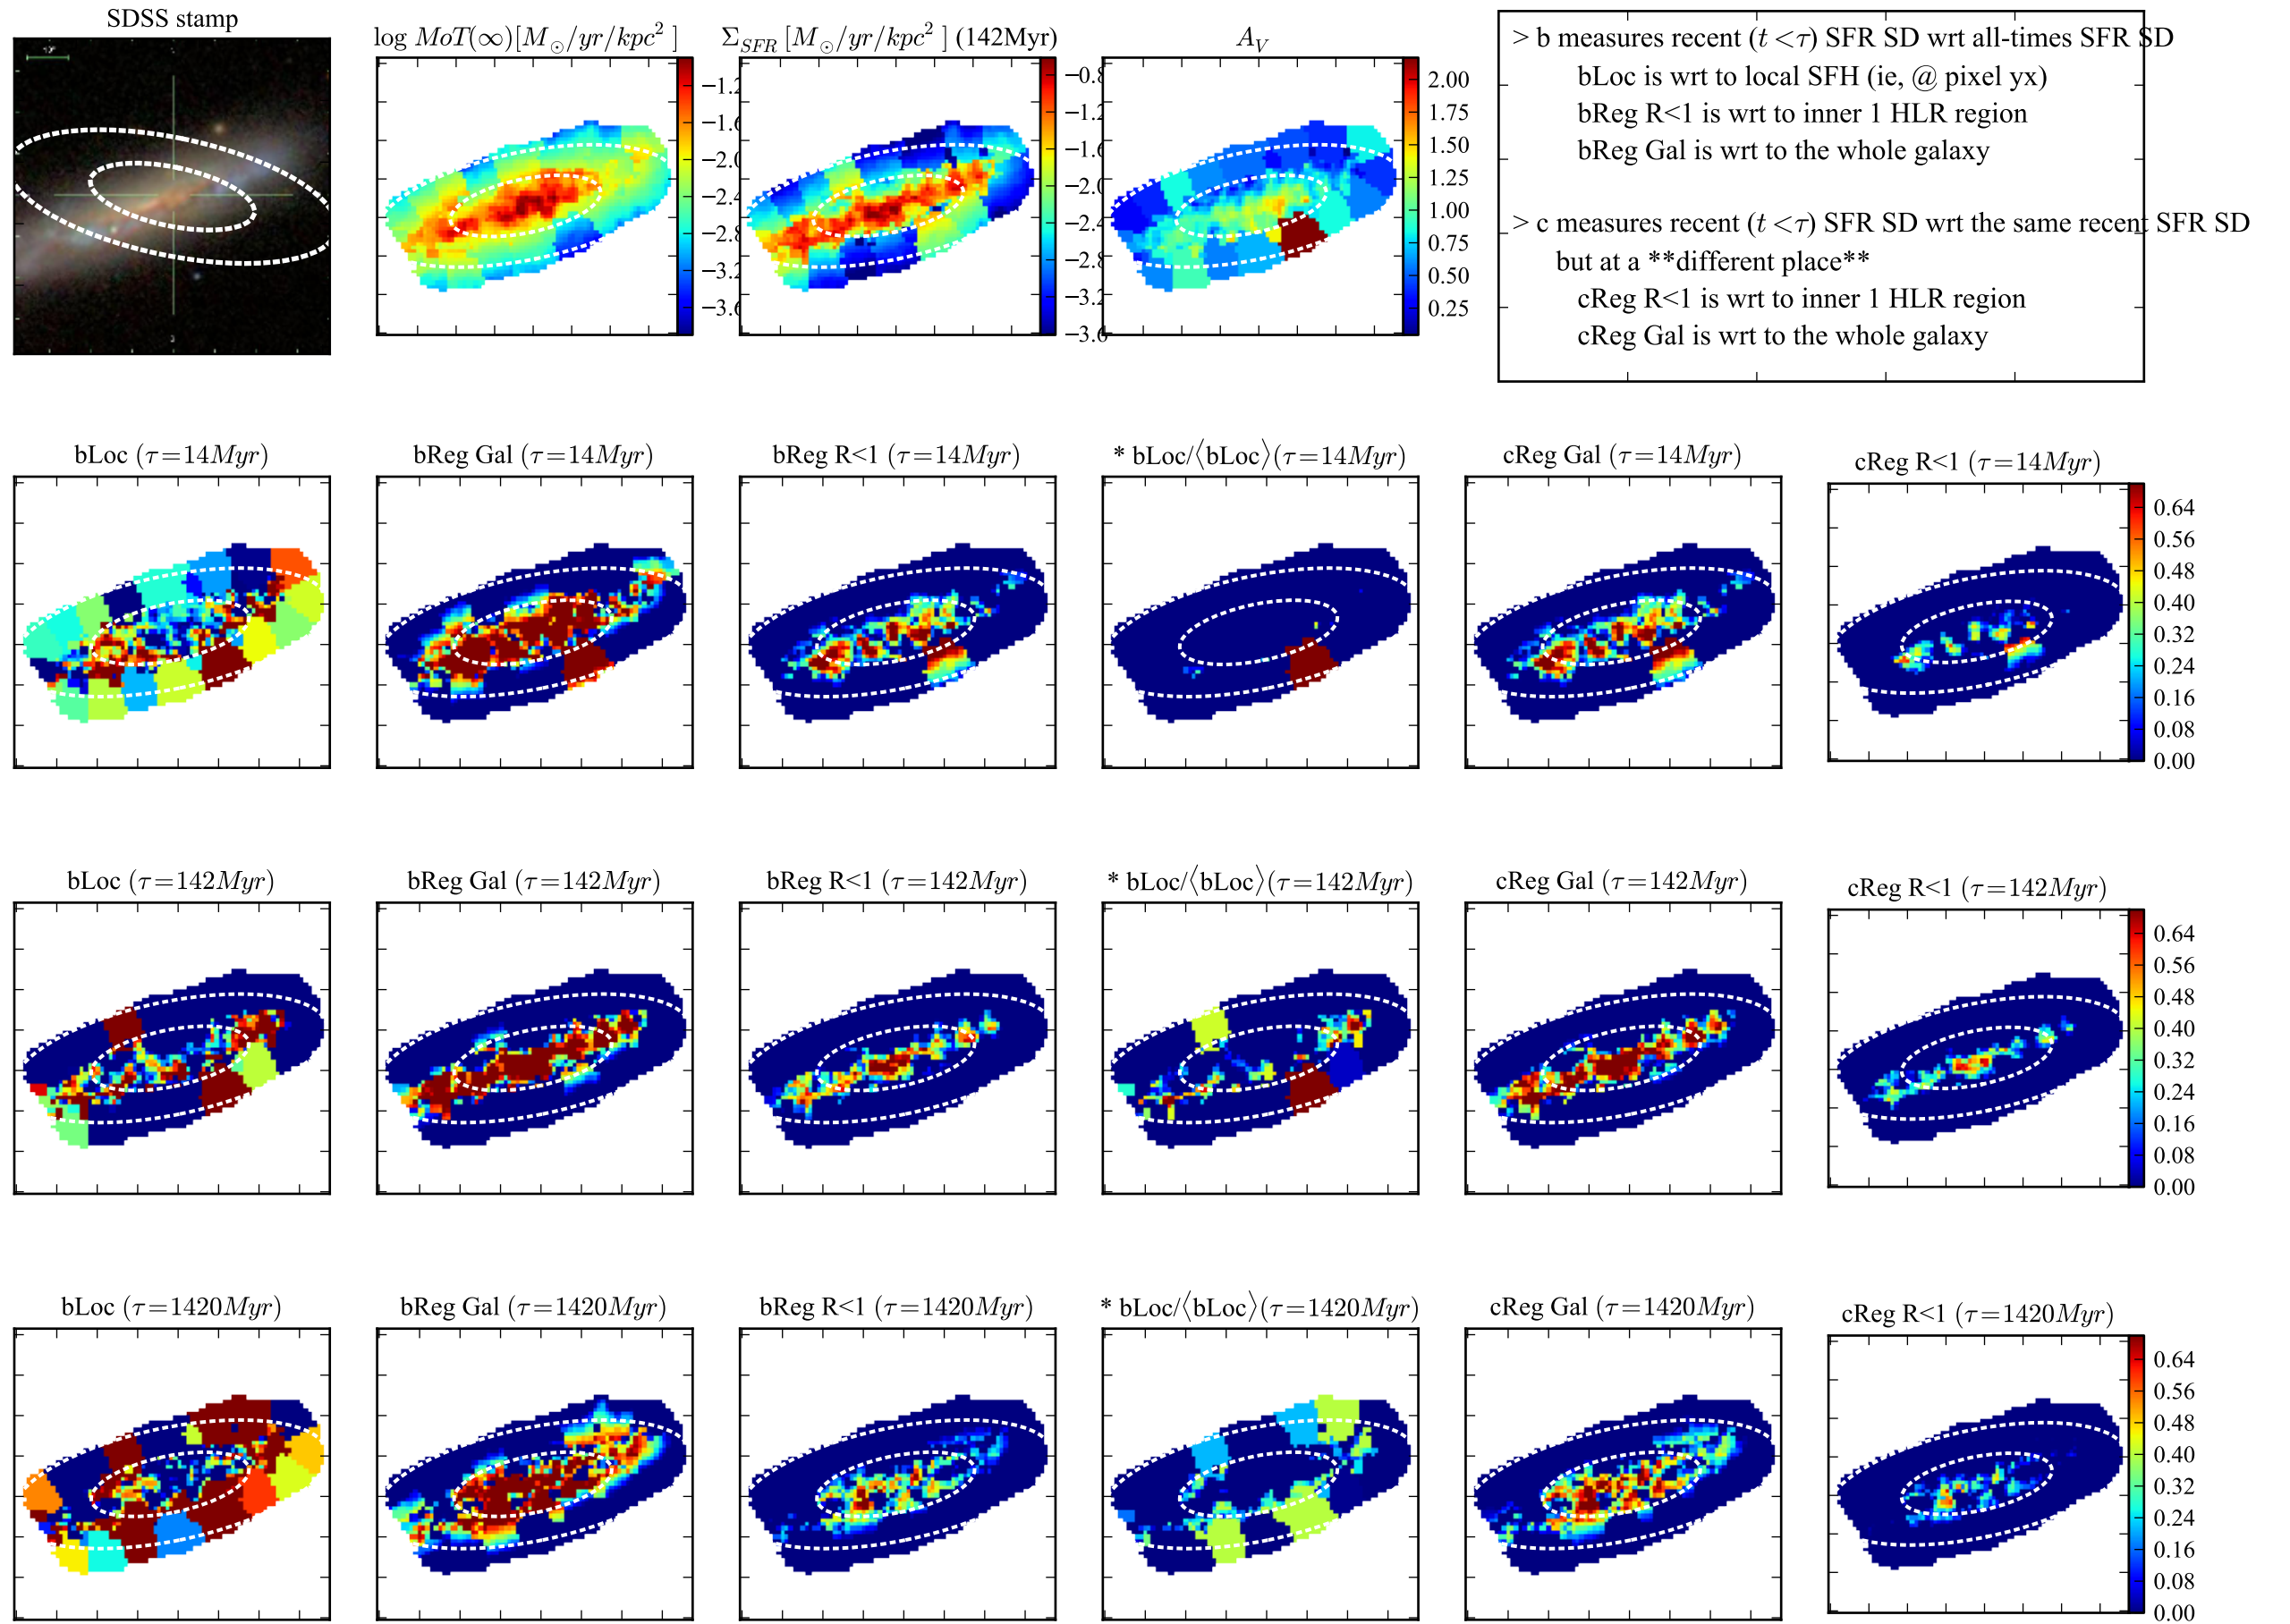 SDSS stamp
log MoT(∞)[M☉/yr/kpc²]
Σ_SFR [M☉/yr/kpc²] (142Myr)
A_V
−1.2
−1.6
−2.0
−2.4
−2.8
−3.2
−3.6
−0.8
−1.2
−1.6
−2.0
−2.4
−2.8
−3.2
−3.6
2.00
1.75
1.50
1.25
1.00
0.75
0.50
0.25
> b measures recent (t <τ) SFR SD wrt all-times SFR SD
bLoc is wrt to local SFH (ie, @ pixel yx)
bReg R<1 is wrt to inner 1 HLR region
bReg Gal is wrt to the whole galaxy
> c measures recent (t <τ) SFR SD wrt the same recent SFR SD
but at a **different place**
cReg R<1 is wrt to inner 1 HLR region
cReg Gal is wrt to the whole galaxy
bLoc (τ=14Myr)
bReg Gal (τ=14Myr)
bReg R<1 (τ=14Myr)
* bLoc/⟨bLoc⟩(τ=14Myr)
cReg Gal (τ=14Myr)
cReg R<1 (τ=14Myr)
0.64
0.56
0.48
0.40
0.32
0.24
0.16
0.08
0.00
bLoc (τ=142Myr)
bReg Gal (τ=142Myr)
bReg R<1 (τ=142Myr)
* bLoc/⟨bLoc⟩(τ=142Myr)
cReg Gal (τ=142Myr)
cReg R<1 (τ=142Myr)
0.64
0.56
0.48
0.40
0.32
0.24
0.16
0.08
0.00
bLoc (τ=1420Myr)
bReg Gal (τ=1420Myr)
bReg R<1 (τ=1420Myr)
* bLoc/⟨bLoc⟩(τ=1420Myr)
cReg Gal (τ=1420Myr)
cReg R<1 (τ=1420Myr)
0.64
0.56
0.48
0.40
0.32
0.24
0.16
0.08
0.00